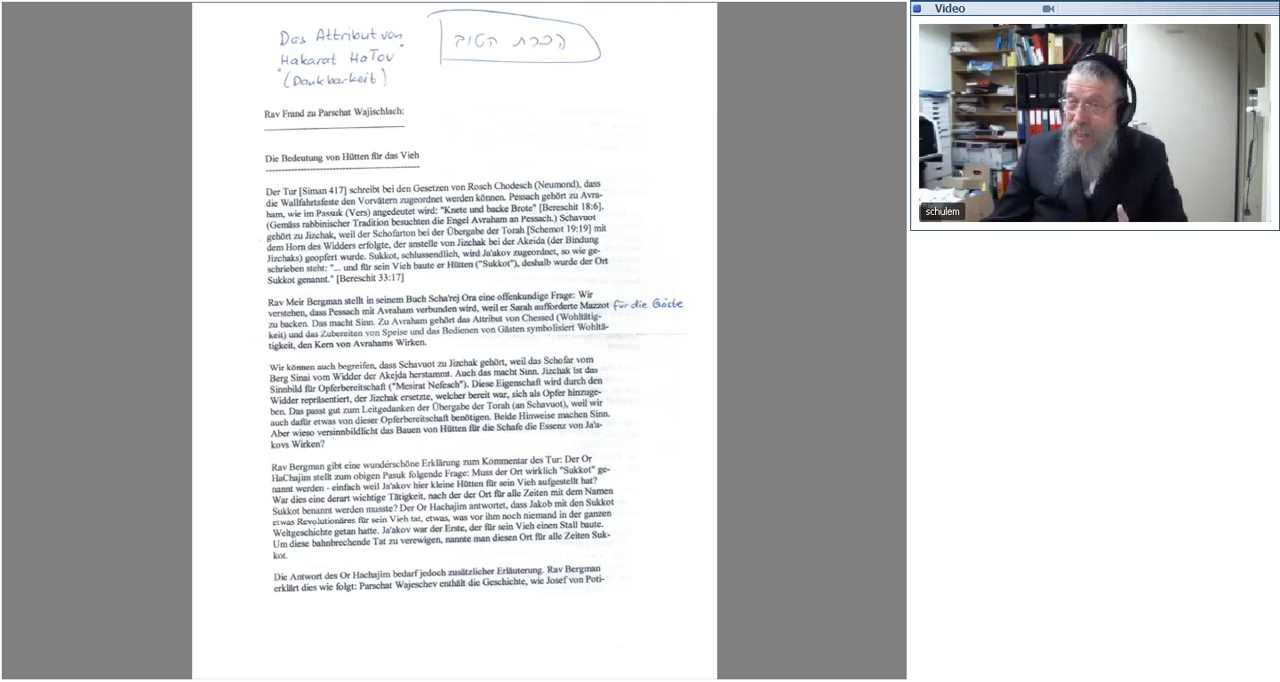 Das Attribut von
"Hakarat HaTov"
(Dankbarkeit)
הכרת הטוב
Rav Frand zu Parschat Wajischlach:
Die Bedeutung von Hütten für das Vieh
Der Tur [Siman 417] schreibt bei den Gesetzen von Rosch Chodesch (Neumond), dass
die Wallfahrtsfeste den Vorvätern zugeordnet werden können. Pessach gehört zu Avra-
ham, wie im Passuk (Vers) angedeutet wird: "Knete und backe Brote" [Bereschit 18:6].
(Gemäss rabbinischer Tradition besuchten die Engel Avraham an Pessach.) Schavuot
gehört zu Jizchak, weil der Schofarton bei der Übergabe der Torah [Schemot 19:19] mit
dem Horn des Widders erfolgte, der anstelle von Jizchak bei der Akeida (der Bindung
Jizchaks) geopfert wurde. Sukkot, schlussendlich, wird Ja'akov zugeordnet, so wie ge-
schrieben steht: "... und für sein Vieh baute er Hütten ("Sukkot"), deshalb wurde der Ort
Sukkot genannt." [Bereschit 33:17]
Rav Meir Bergman stellt in seinem Buch Scha'rej Ora eine offenkundige Frage: Wir
verstehen, dass Pessach mit Avraham verbunden wird, weil er Sarah aufforderte Mazzot für die Gäste
zu backen. Das macht Sinn. Zu Avraham gehört das Attribut von Chessed (Wohltätig-
keit) und das Zubereiten von Speise und das Bedienen von Gästen symbolisiert Wohltä-
tigkeit, den Kern von Avrahams Wirken.
Wir können auch begreifen, dass Schavuot zu Jizchak gehört, weil das Schofar vom
Berg Sinai vom Widder der Akejda herstammt. Auch das macht Sinn. Jizchak ist das
Sinnbild für Opferbereitschaft ("Mesirat Nefesch"). Diese Eigenschaft wird durch den
Widder repräsentiert, der Jizchak ersetzte, welcher bereit war, sich als Opfer hinzuge-
ben. Das passt gut zum Leitgedanken der Übergabe der Torah (an Schavuot), weil wir
auch dafür etwas von dieser Opferbereitschaft benötigen. Beide Hinweise machen Sinn.
Aber wieso versinnbildlicht das Bauen von Hütten für die Schafe die Essenz von Ja'a-
kovs Wirken?
Rav Bergman gibt eine wunderschöne Erklärung zum Kommentar des Tur: Der Or
HaChajim stellt zum obigen Pasuk folgende Frage: Muss der Ort wirklich "Sukkot" ge-
nannt werden - einfach weil Ja'akov hier kleine Hütten für sein Vieh aufgestellt hat?
War dies eine derart wichtige Tätigkeit, nach der der Ort für alle Zeiten mit dem Namen
Sukkot benannt werden musste? Der Or Hachajim antwortet, dass Jakob mit den Sukkot
etwas Revolutionäres für sein Vieh tat, etwas, was vor ihm noch niemand in der ganzen
Weltgeschichte getan hatte. Ja'akov war der Erste, der für sein Vieh einen Stall baute.
Um diese bahnbrechende Tat zu verewigen, nannte man diesen Ort für alle Zeiten Suk-
kot.
Die Antwort des Or Hachajim bedarf jedoch zusätzlicher Erläuterung. Rav Bergman
erklärt dies wie folgt: Parschat Wajeschev enthält die Geschichte, wie Josef von Poti-
Video
schulem